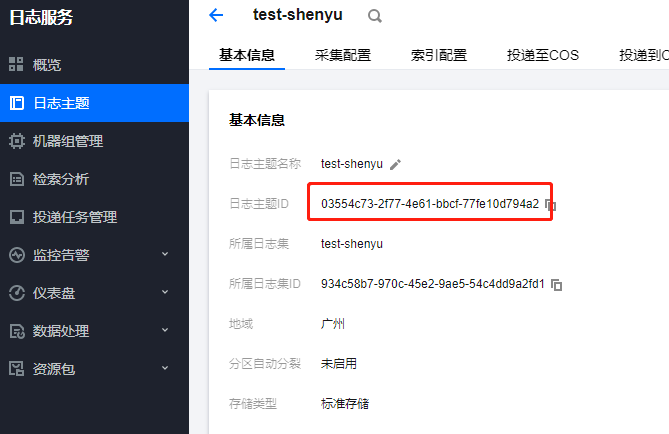 日志服务
test-shenyu
基本信息 采集配置 索引配置 投递至COS 投递到C
概览
日志主题
机器组管理
检索分析
投递任务管理
监控告警
仪表盘
数据处理
资源包
基本信息
日志主题名称 test-shenyu
日志主题ID 03554c73-2f77-4e61-bbcf-77fe10d794a2
所属日志集 test-shenyu
所属日志集ID 934c58b7-970c-45e2-9ae5-54c4dd9a2fd1
地域 广州
分区自动分裂 未启用
存储类型 标准存储